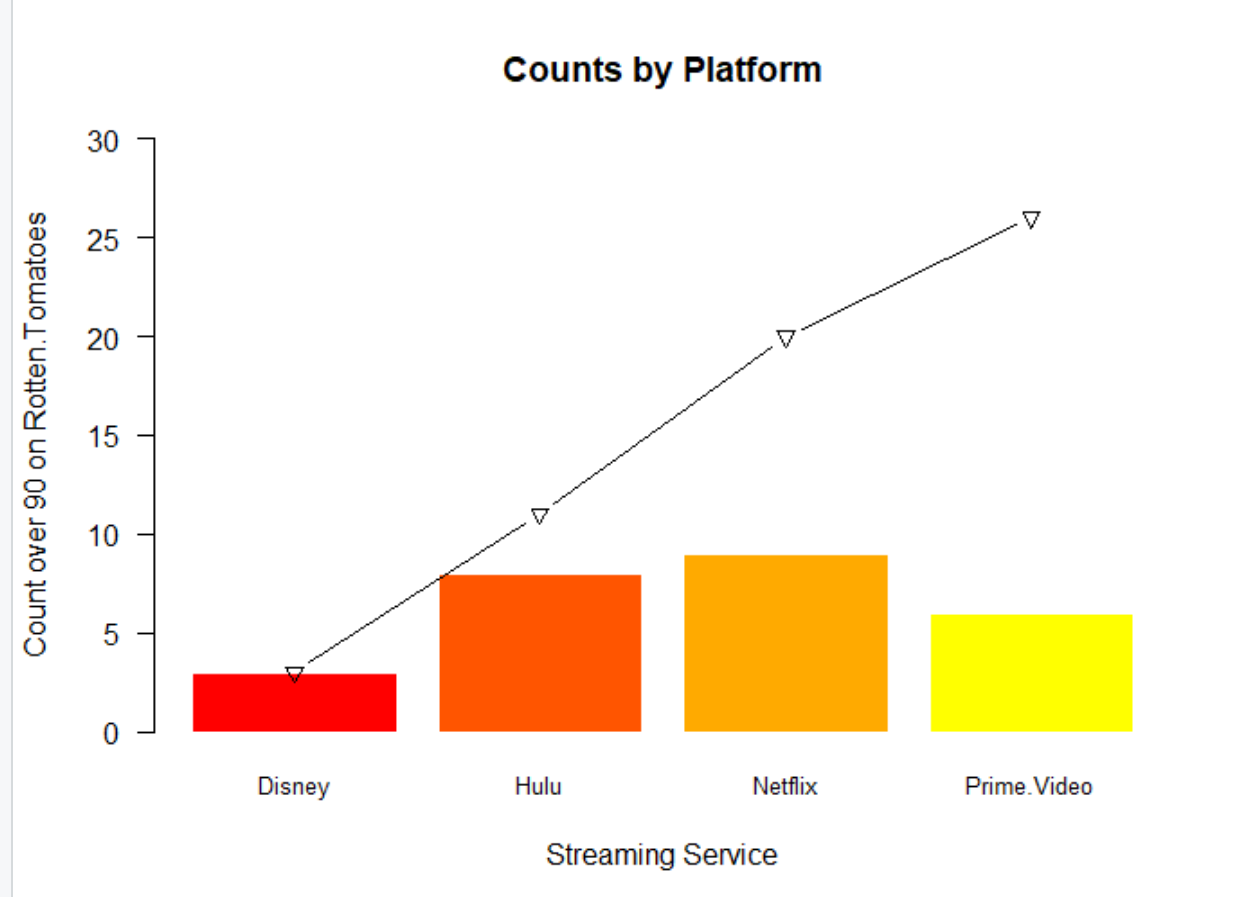 Counts by Platform
Count over 90 on Rotten.Tomatoes
30
25
20
15
10
5
0
Disney Hulu Netflix Prime.Video
Streaming Service